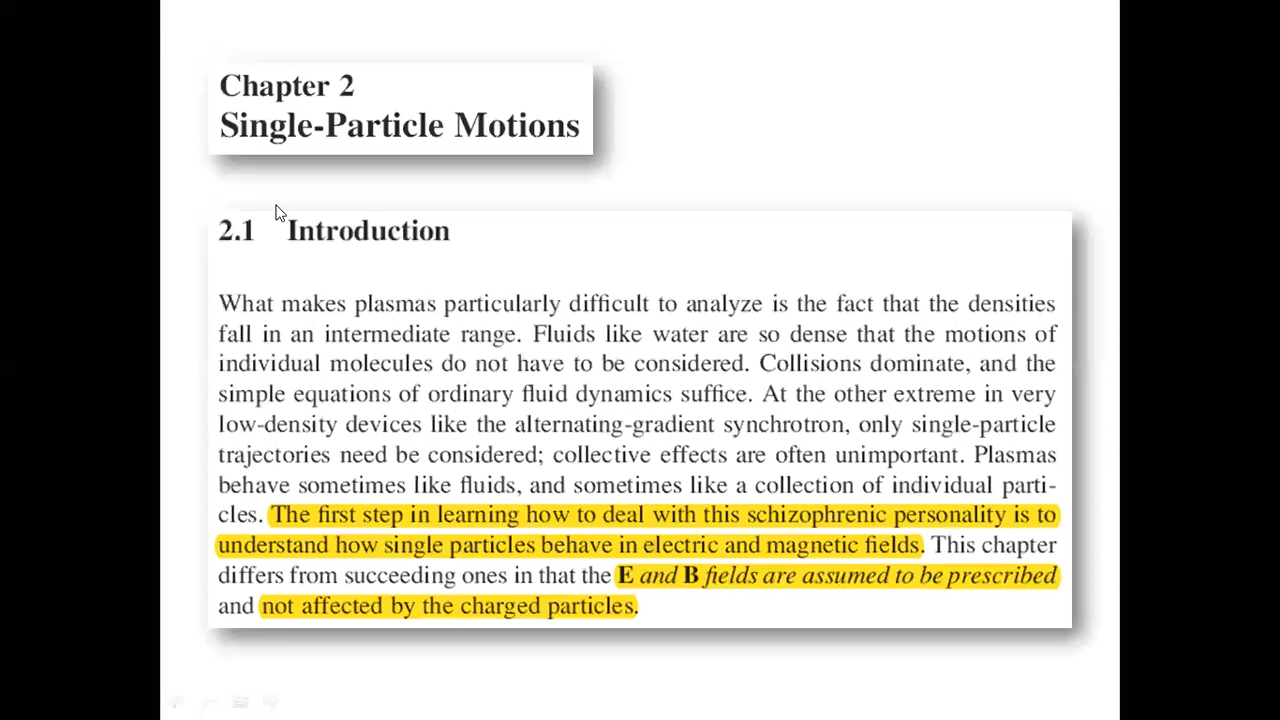 Chapter 2
Single-Particle Motions
2.1 Introduction
What makes plasmas particularly difficult to analyze is the fact that the densities
fall in an intermediate range. Fluids like water are so dense that the motions of
individual molecules do not have to be considered. Collisions dominate, and the
simple equations of ordinary fluid dynamics suffice. At the other extreme in very
low-density devices like the alternating-gradient synchrotron, only single-particle
trajectories need be considered; collective effects are often unimportant. Plasmas
behave sometimes like fluids, and sometimes like a collection of individual parti-
cles. The first step in learning how to deal with this schizophrenic personality is to
understand how single particles behave in electric and magnetic fields. This chapter
differs from succeeding ones in that the E and B fields are assumed to be prescribed
and not affected by the charged particles.